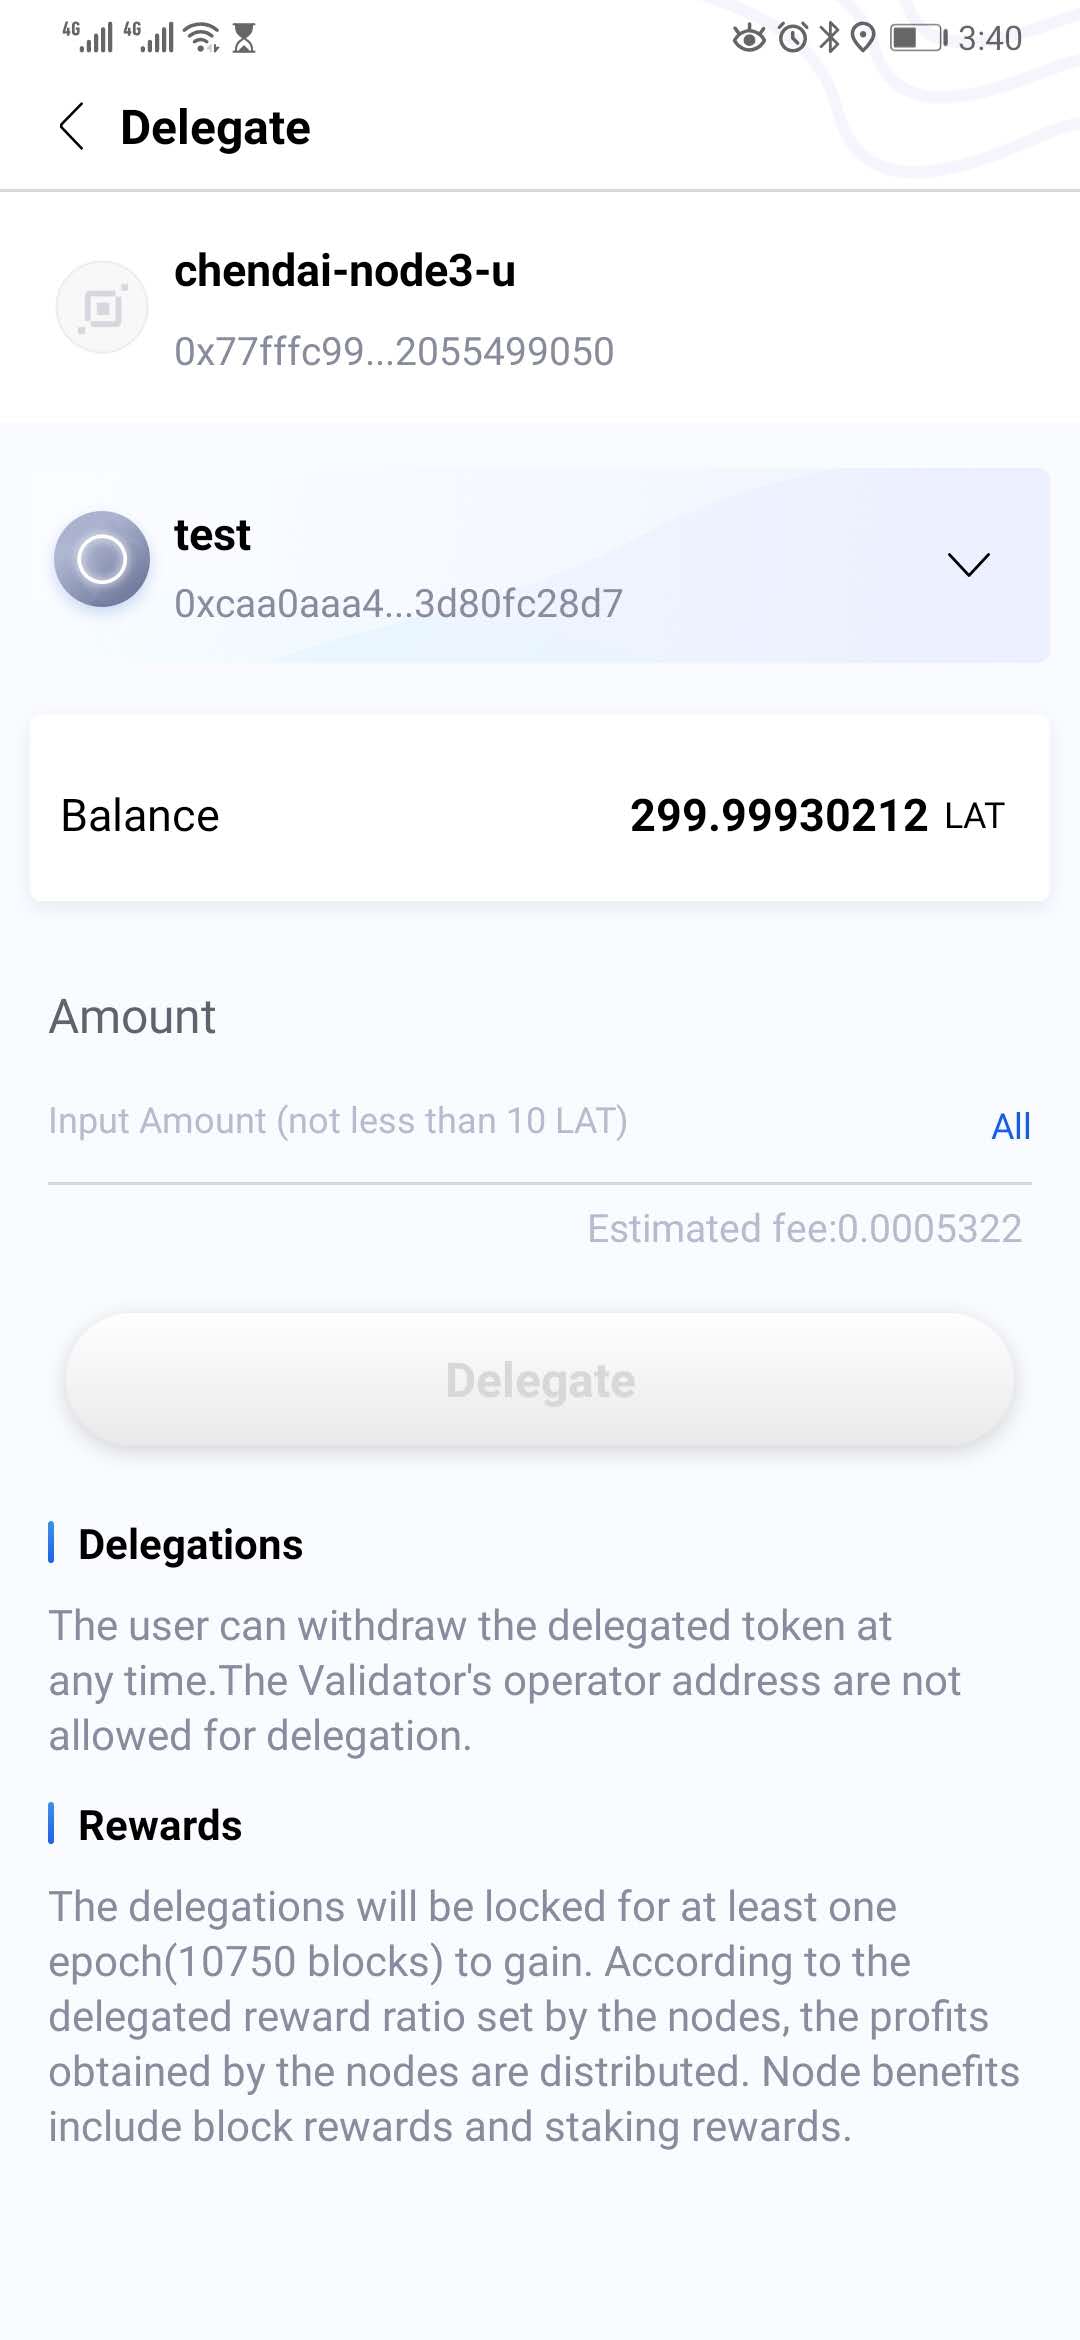 4G 4G 3:40
Delegate
chendai-node3-u
0x77fffc99...2055499050
test
0xcaa0aaa4...3d80fc28d7
Balance 299.99930212 LAT
Amount
Input Amount (not less than 10 LAT) All
Estimated fee:0.0005322
Delegate
Delegations
The user can withdraw the delegated token at
any time.The Validator's operator address are not
allowed for delegation.
Rewards
The delegations will be locked for at least one
epoch(10750 blocks) to gain. According to the
delegated reward ratio set by the nodes, the profits
obtained by the nodes are distributed. Node benefits
include block rewards and staking rewards.